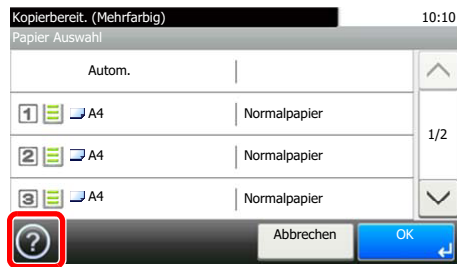 Kopierbereit. (Mehrfarbig) 10:10
Papier Auswahl
Autom.
1 A4 Normalpapier
1/2
2 A4 Normalpapier
3 A4 Normalpapier
? Abbrechen OK